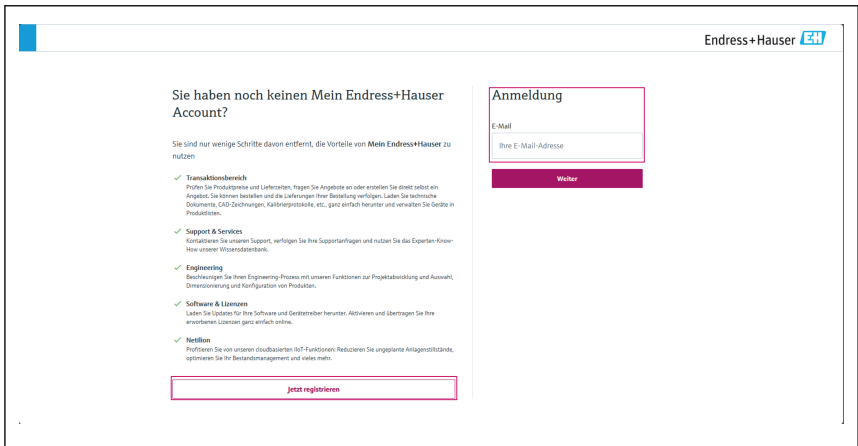 Endress+Hauser EH
Sie haben noch keinen Mein Endress+Hauser
Account?
Sie sind nur wenige Schritte davon entfernt, die Vorteile von Mein Endress+Hauser zu
nutzen
Transaktionsbereich
Prüfen Sie Produktpreise und Lieferzeiten, fragen Sie Angebote an oder erstellen Sie direkt selbst ein
Angebot. Sie können bestellen und die Lieferungen Ihrer Bestellung verfolgen. Laden Sie technische
Dokumente, CAD-Zeichnungen, Kalibrierprotokolle, etc., ganz einfach herunter und verwalten Sie Geräte in
Produktlisten.
Support & Services
Kontaktieren Sie unseren Support, verfolgen Sie Ihre Supportanfragen und nutzen Sie das Experten-Know-
How unserer Wissensdatenbank.
Engineering
Beschleunigen Sie Ihren Engineering-Prozess mit unseren Funktionen zur Projektabwicklung und Auswahl,
Dimensionierung und Konfiguration von Produkten.
Software & Lizenzen
Laden Sie Updates für Ihre Software und Gerätetreiber herunter. Aktivieren und übertragen Sie Ihre
erworbenen Lizenzen ganz einfach online.
Netilion
Profitieren Sie von unseren cloudbasierten IIoT-Funktionen: Reduzieren Sie ungeplante Anlagenstillstände,
optimieren Sie Ihr Bestandsmanagement und vieles mehr.
Jetzt registrieren
Anmeldung
E-Mail
Ihre E-Mail-Adresse
Weiter